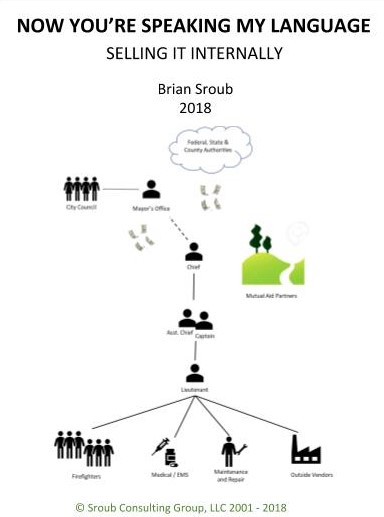 NOW YOU’RE SPEAKING MY LANGUAGE
SELLING IT INTERNALLY
Brian Sroub
2018
Federal, State &
County Authorities
City Council
Mayor's Office
Chief
Mutual Aid Partners
Asst. Chief
Captain
Lieutenant
Firefighters
Medical / EMS
Maintenance
and Repair
Outside Vendors
© Sroub Consulting Group, LLC 2001 - 2018